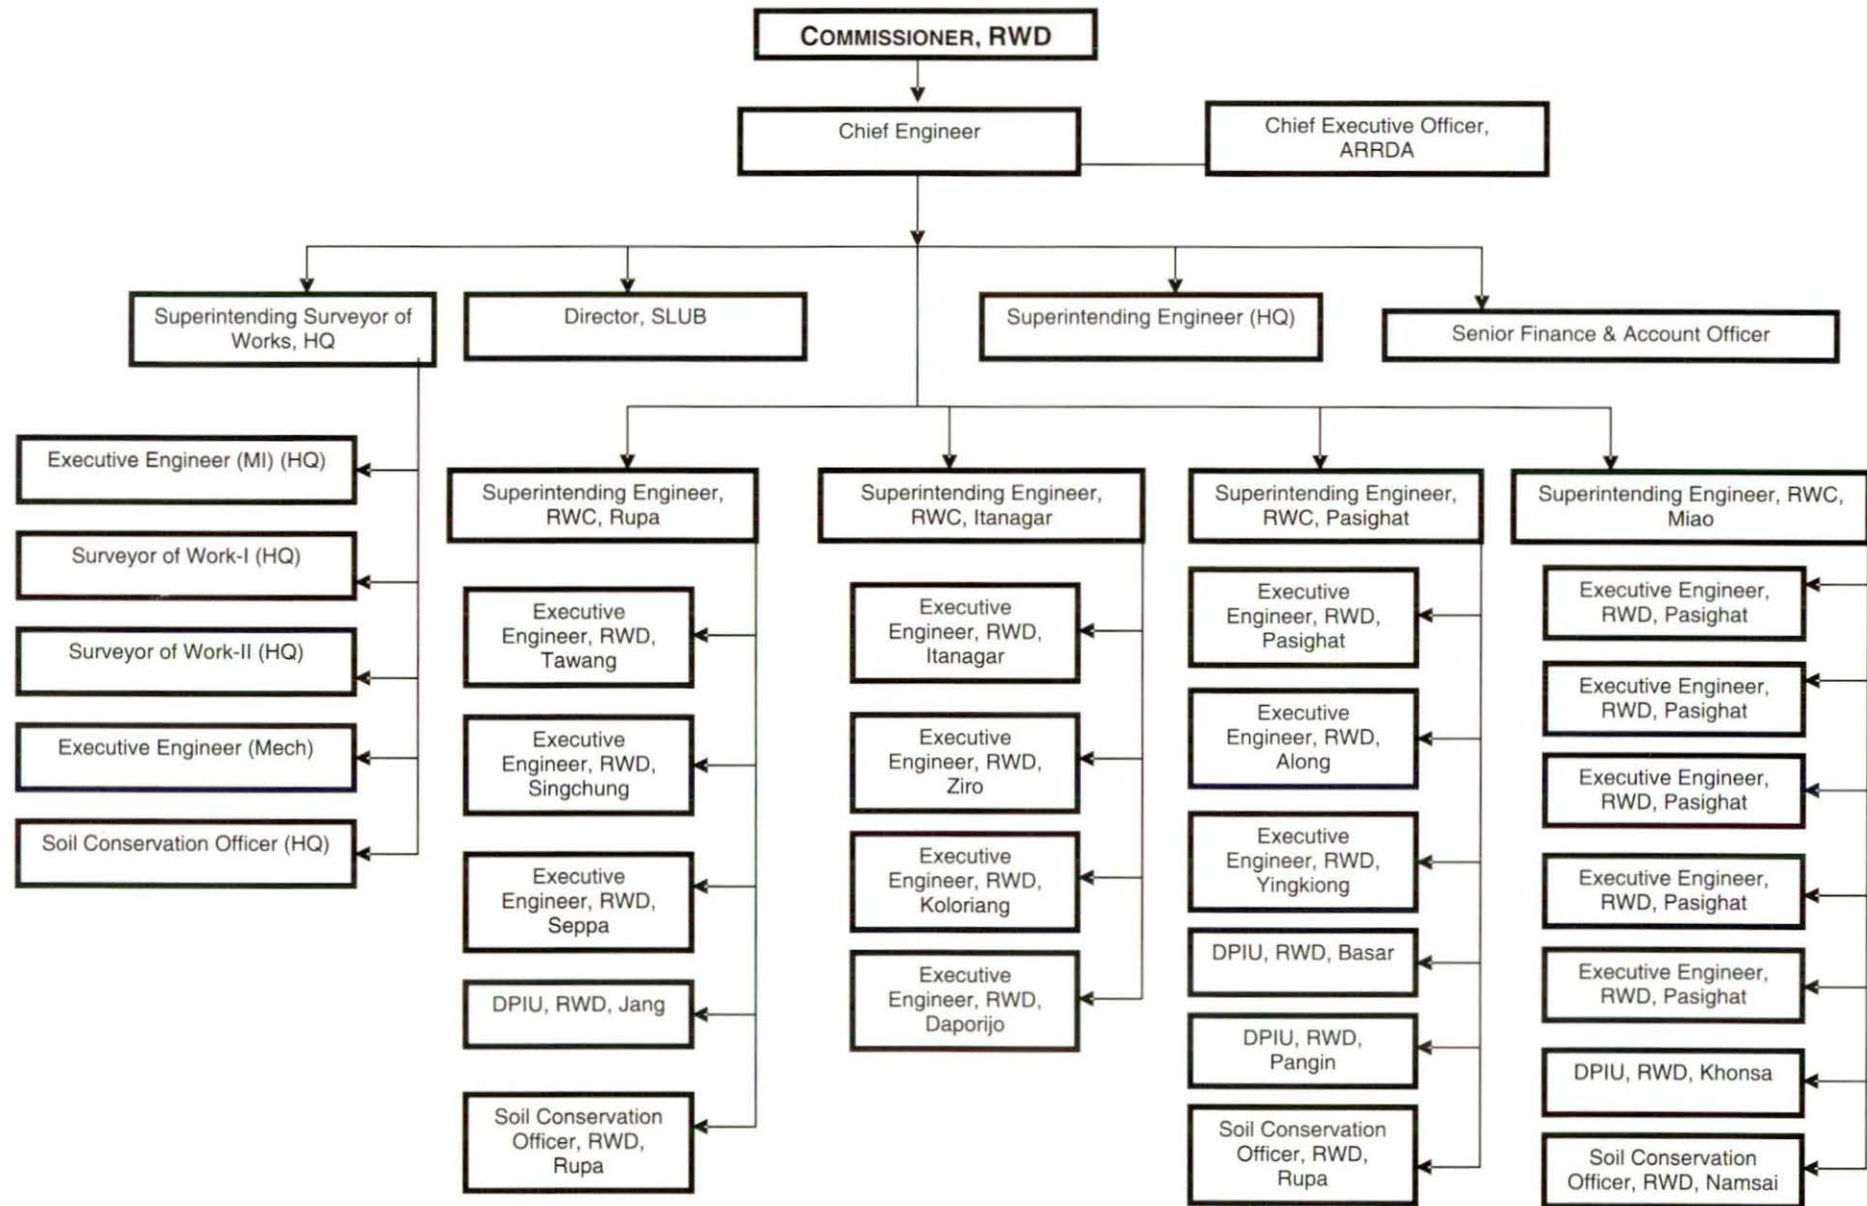 COMMISSIONER, RWD
Chief Engineer
Chief Executive Officer,
ARRDA
Superintending Surveyor of
Works, HQ
Director, SLUB
Superintending Engineer (HQ)
Senior Finance & Account Officer
Executive Engineer (MI) (HQ)
Surveyor of Work-I (HQ)
Surveyor of Work-II (HQ)
Executive Engineer (Mech)
Soil Conservation Officer (HQ)
Superintending Engineer,
RWC, Rupa
Executive
Engineer, RWD,
Tawang
Executive
Engineer, RWD,
Singchung
Executive
Engineer, RWD,
Seppa
DPIU, RWD, Jang
Soil Conservation
Officer, RWD,
Rupa
Superintending Engineer,
RWC, Itanagar
Executive
Engineer, RWD,
Itanagar
Executive
Engineer, RWD,
Ziro
Executive
Engineer, RWD,
Koloriang
Executive
Engineer, RWD,
Daporijo
Superintending Engineer,
RWC, Pasighat
Executive
Engineer, RWD,
Pasighat
Executive
Engineer, RWD,
Along
Executive
Engineer, RWD,
Yingkiong
DPIU, RWD, Basar
DPIU, RWD,
Pangin
Soil Conservation
Officer, RWD,
Rupa
Superintending Engineer, RWC,
Miao
Executive Engineer,
RWD, Pasighat
Executive Engineer,
RWD, Pasighat
Executive Engineer,
RWD, Pasighat
Executive Engineer,
RWD, Pasighat
Executive Engineer,
RWD, Pasighat
DPIU, RWD, Khonsa
Soil Conservation
Officer, RWD, Namsai